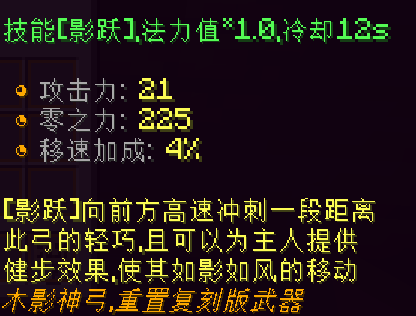 技能[影跃],法力值*1.0,冷却12s
攻击力: 21
零之力: 225
移速加成: 4%
[影跃]向前方高速冲刺一段距离
此弓的轻巧,且可以为主人提供
健步效果,使其如影如风的移动
木影神弓,重置复刻版武器